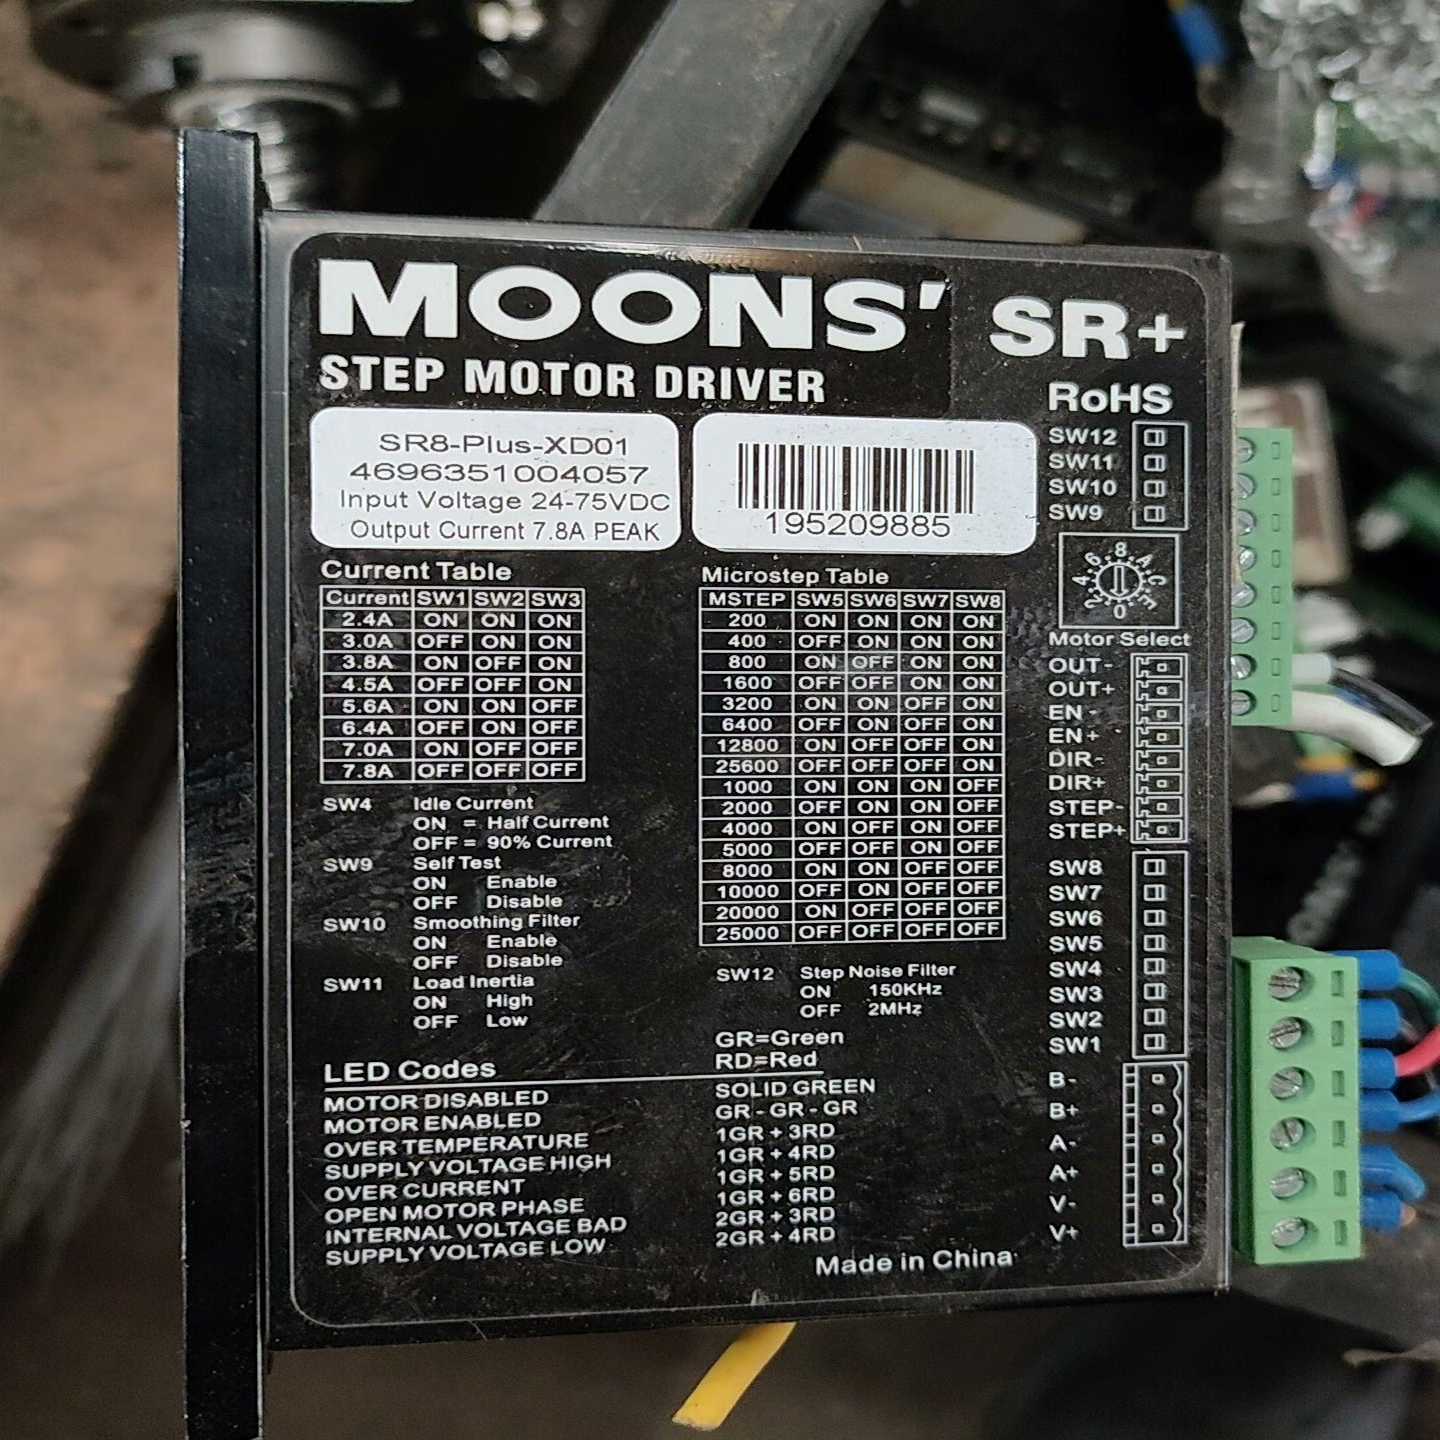 MOONS' SR+
STEP MOTOR DRIVER
RoHS
SR8-Plus-XD01
4696351004057
Input Voltage 24-75VDC
Output Current 7.8A PEAK
195209885
SW12
SW11
SW10
SW9
2 4 6 8 A C E 0
Motor Select
Current Table
Current SW1 SW2 SW3
2.4A ON ON ON
3.0A OFF ON ON
3.8A ON OFF ON
4.5A OFF OFF ON
5.6A ON ON OFF
6.4A OFF ON OFF
7.0A ON OFF OFF
7.8A OFF OFF OFF
SW4 Idle Current
ON = Half Current
OFF = 90% Current
SW9 Self Test
ON Enable
OFF Disable
SW10 Smoothing Filter
ON Enable
OFF Disable
SW11 Load Inertia
ON High
OFF Low
Microstep Table
MSTEP SW5 SW6 SW7 SW8
200 ON ON ON ON
400 OFF ON ON ON
800 ON OFF ON ON
1600 OFF OFF ON ON
3200 ON ON OFF ON
6400 OFF ON OFF ON
12800 ON OFF OFF ON
25600 OFF OFF OFF ON
1000 ON ON ON OFF
2000 OFF ON ON OFF
4000 ON OFF ON OFF
5000 OFF OFF ON OFF
8000 ON ON OFF OFF
10000 OFF ON OFF OFF
20000 ON OFF OFF OFF
25000 OFF OFF OFF OFF
SW12 Step Noise Filter
ON 150KHz
OFF 2MHz
GR=Green
RD=Red
LED Codes
MOTOR DISABLED SOLID GREEN
MOTOR ENABLED GR - GR - GR
OVER TEMPERATURE 1GR + 3RD
SUPPLY VOLTAGE HIGH 1GR + 4RD
OVER CURRENT 1GR + 5RD
OPEN MOTOR PHASE 1GR + 6RD
INTERNAL VOLTAGE BAD 2GR + 3RD
SUPPLY VOLTAGE LOW 2GR + 4RD
Made in China
OUT-
OUT+
EN -
EN+
DIR-
DIR+
STEP-
STEP+
SW8
SW7
SW6
SW5
SW4
SW3
SW2
SW1
B -
B+
A -
A+
V -
V+